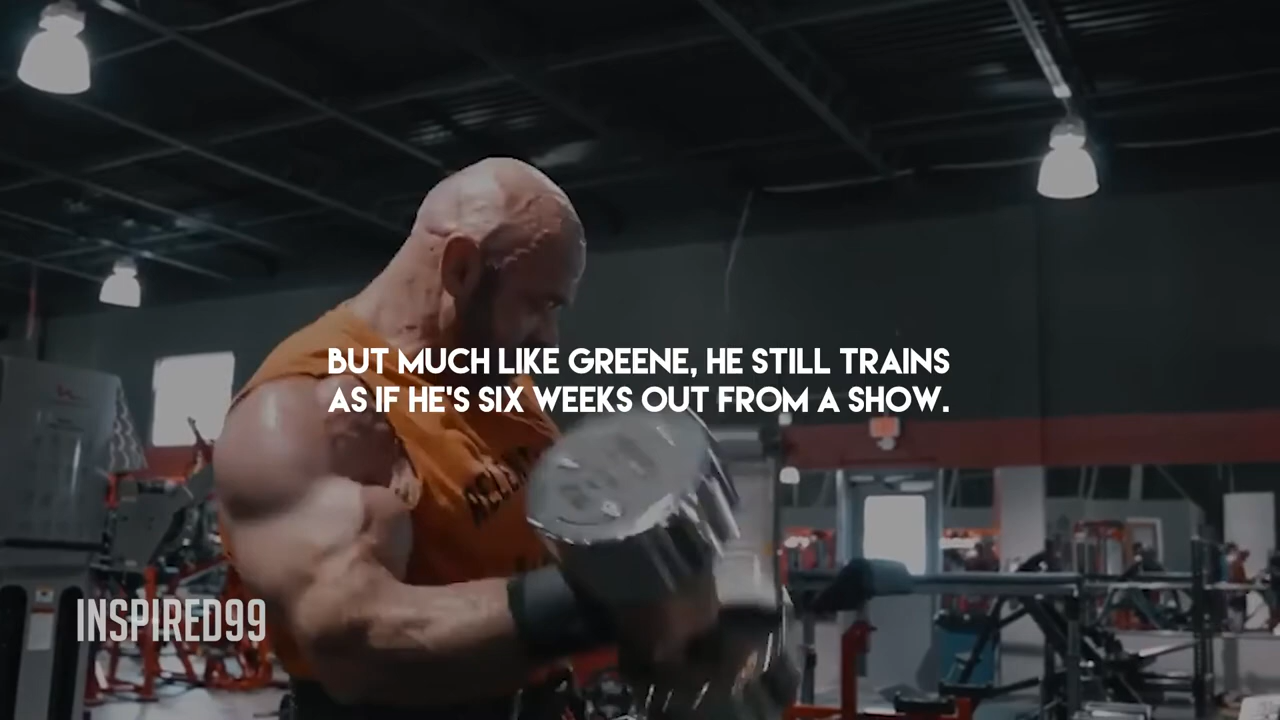 BUT MUCH LIKE GREENE, HE STILL TRAINS
AS IF HE'S SIX WEEKS OUT FROM A SHOW.
INSPIRED99